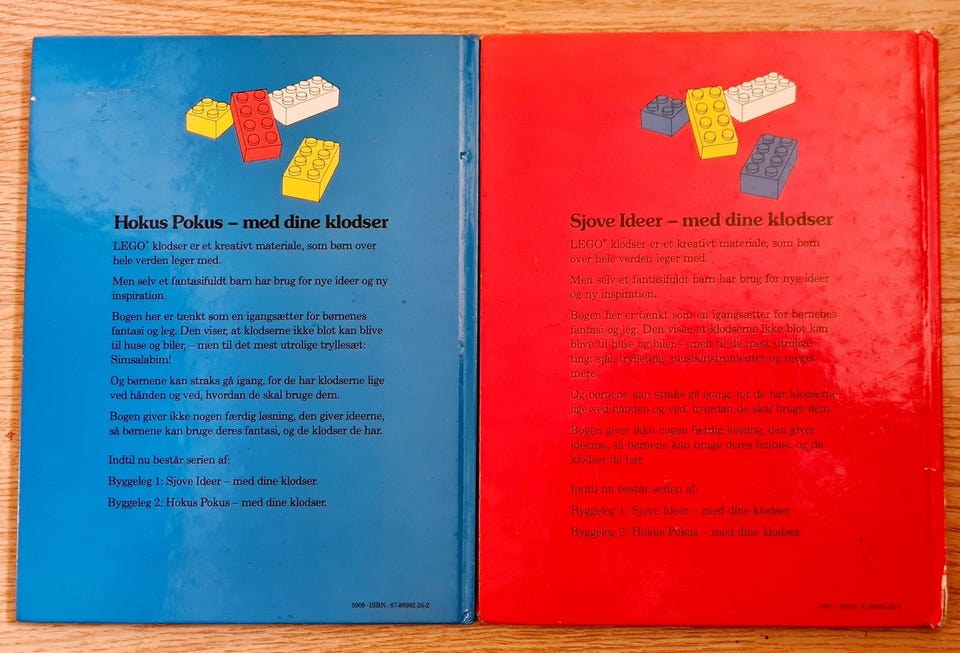 Hokus Pokus – med dine klodser
LEGO® klodser er et kreativt materiale, som børn over
hele verden leger med.
Men selv et fantasifuldt barn har brug for nye ideer og ny
inspiration.
Bogen her er tænkt som en igangsætter for børnenes
fantasi og leg. Den viser, at klodserne ikke blot kan blive
til huse og biler, – men til det mest utrolige tryllesæt:
Simsalabim!
Og børnene kan straks gå igang, for de har klodserne lige
ved hånden og ved, hvordan de skal bruge dem.
Bogen giver ikke nogen færdig løsning, den giver ideerne,
så børnene kan bruge deres fantasi, og de klodser de har.
Indtil nu består serien af:
Byggeleg 1: Sjove Ideer – med dine klodser.
Byggeleg 2: Hokus Pokus – med dine klodser.
5908 - ISBN: 87-88982-26-2
Sjove Ideer – med dine klodser
LEGO® klodser er et kreativt materiale, som børn
over hele verden leger med.
Men selv et fantasifuldt barn har brug for nye ideer
og ny inspiration.
Bogen her er tænkt som en igangsætter for børnenes
fantasi og leg. Den viser, at klodserne ikke blot kan
blive til huse og biler – men til de mest utrolige
ting: spil, trylleting, musikinstrumenter og meget
mere.
Og børnene kan straks gå igang, for de har klodserne
lige ved hånden og ved, hvordan de skal bruge dem.
Bogen giver ikke nogen færdig løsning, den giver
ideerne, så børnene kan bruge deres fantasi, og de
klodser de har.
Indtil nu består serien af:
Byggeleg 1: Sjove Ideer – med dine klodser.
Byggeleg 2: Hokus Pokus – med dine klodser.